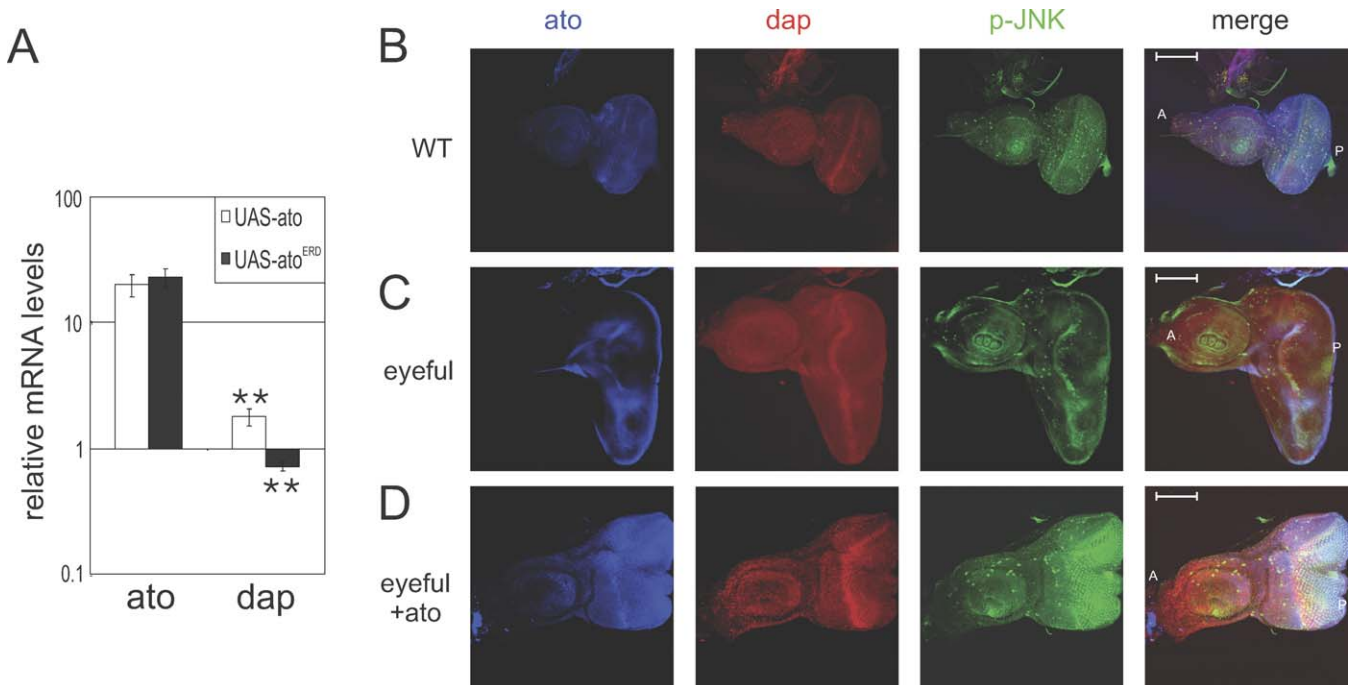 A
relative mRNA levels
100
10
1
0.1
UAS-ato
UAS-ato^ERD
**
**
ato
dap
ato dap p-JNK merge
B
WT
A
P
C
eyeful
A
P
D
eyeful
+ato
A
P